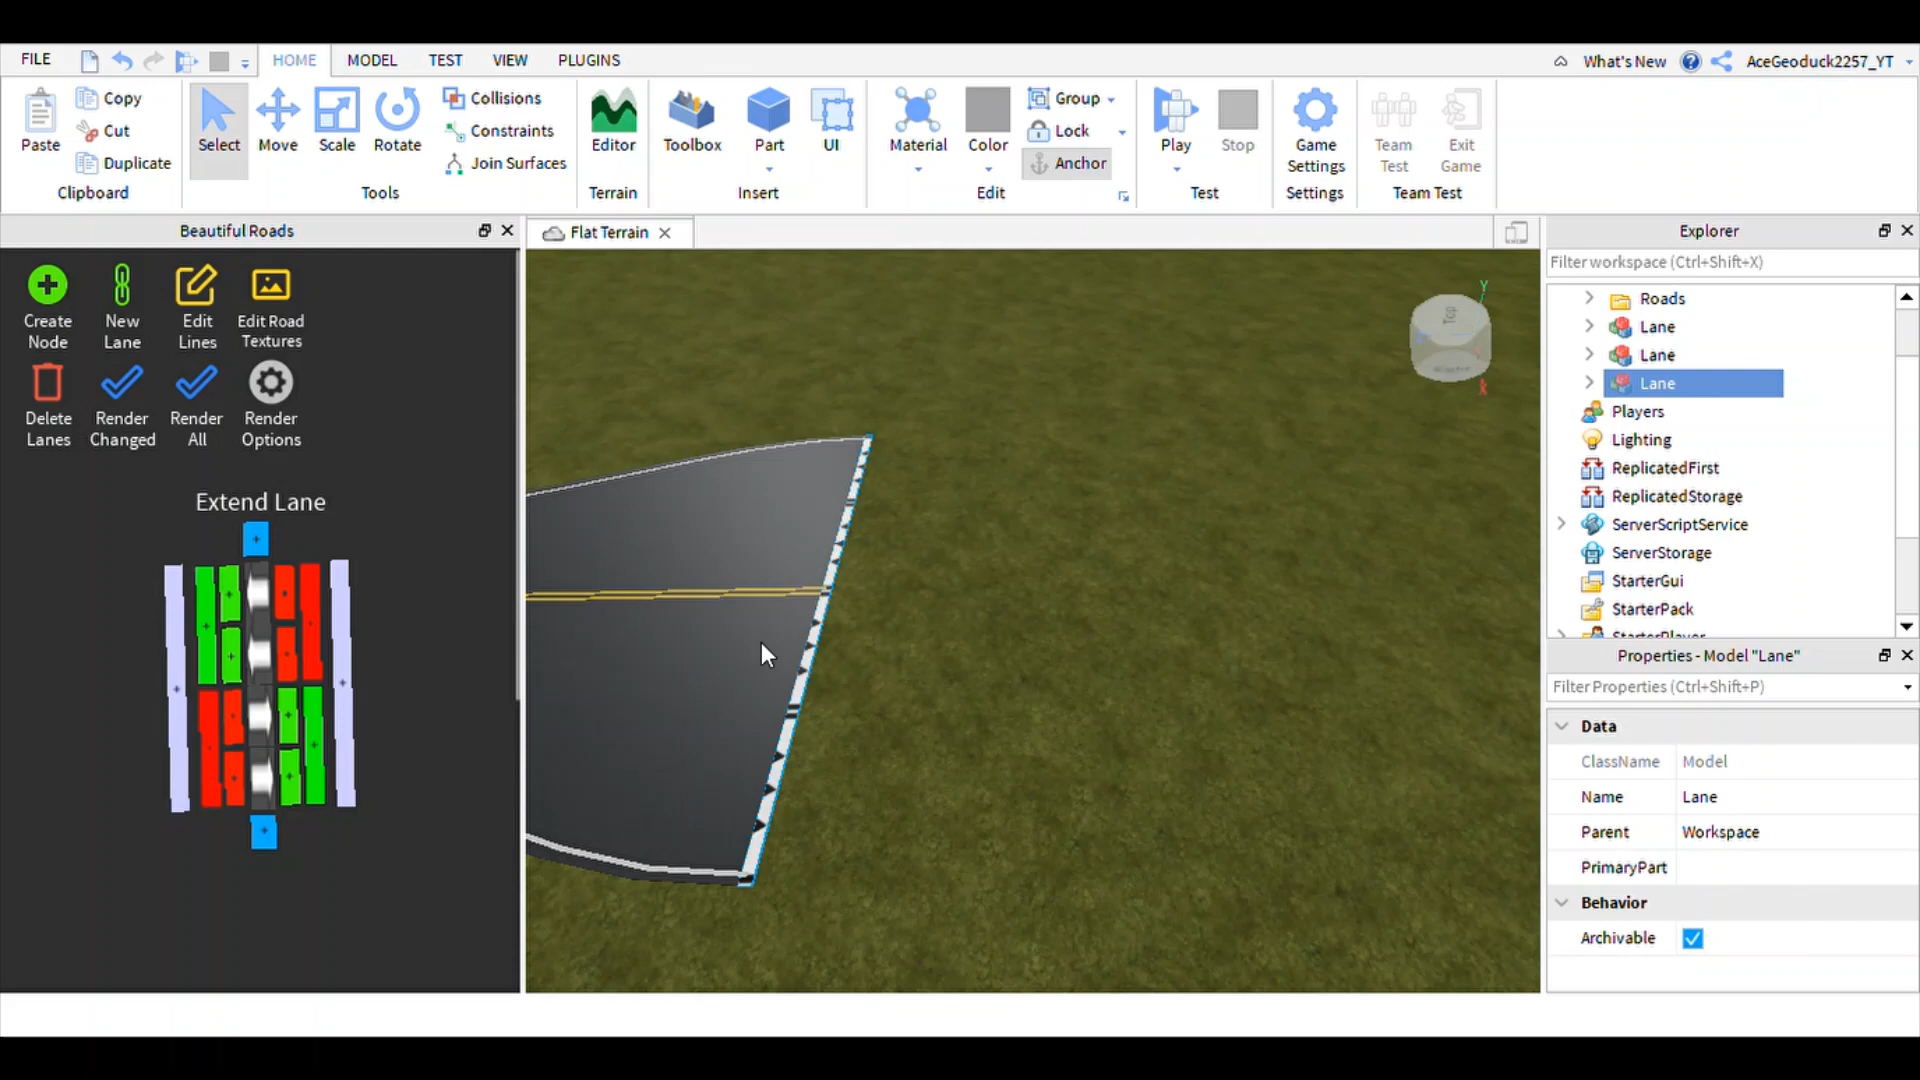 FILE HOME MODEL TEST VIEW PLUGINS What's New AceGeoduck2257_YT
Paste Copy Cut Duplicate Clipboard
Select Move Scale Rotate Collisions Constraints Join Surfaces Tools
Editor Terrain
Toolbox Part UI Insert
Material Color Group Lock Anchor Edit
Play Stop Test
Game Settings Settings
Team Test Exit Game Team Test
Beautiful Roads
Create Node
New Lane
Edit Lines
Edit Road Textures
Delete Lanes
Render Changed
Render All
Render Options
Extend Lane
Flat Terrain
Top
Y
X
Explorer
Filter workspace (Ctrl+Shift+X)
Roads
Lane
Lane
Lane
Players
Lighting
ReplicatedFirst
ReplicatedStorage
ServerScriptService
ServerStorage
StarterGui
StarterPack
StarterPlayer
Properties - Model "Lane"
Filter Properties (Ctrl+Shift+P)
Data
ClassName Model
Name Lane
Parent Workspace
PrimaryPart
Behavior
Archivable